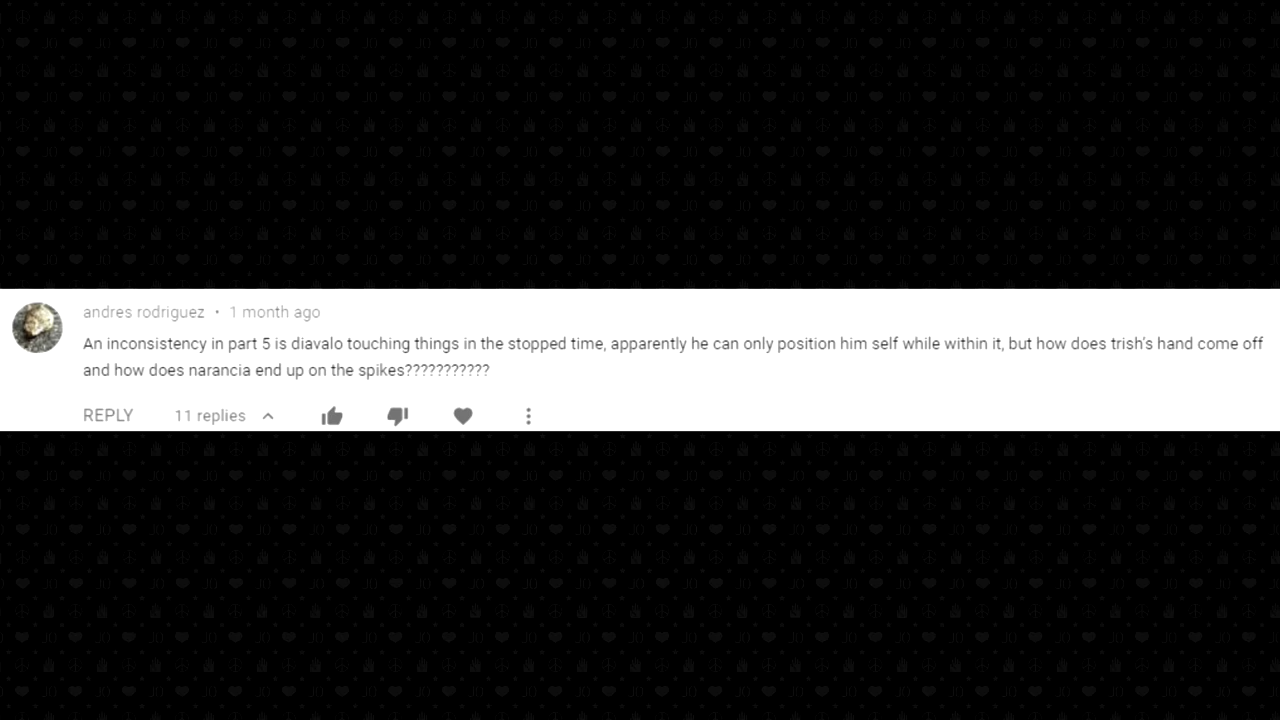 andres rodriguez • 1 month ago
An inconsistency in part 5 is diavalo touching things in the stopped time, apparently he can only position him self while within it, but how does trish's hand come off
and how does narancia end up on the spikes???????????
REPLY 11 replies